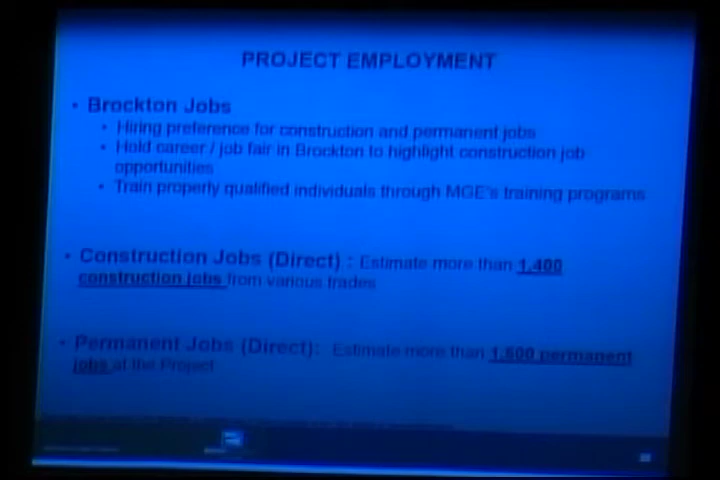 PROJECT EMPLOYMENT
• Brockton Jobs
• Hiring preference for construction and permanent jobs
• Hold career / job fair in Brockton to highlight construction job
opportunities
• Train properly qualified individuals through MGE's training programs
• Construction Jobs (Direct) : Estimate more than 1,400
construction jobs from various trades
• Permanent Jobs (Direct): Estimate more than 1,500 permanent
jobs at the Project